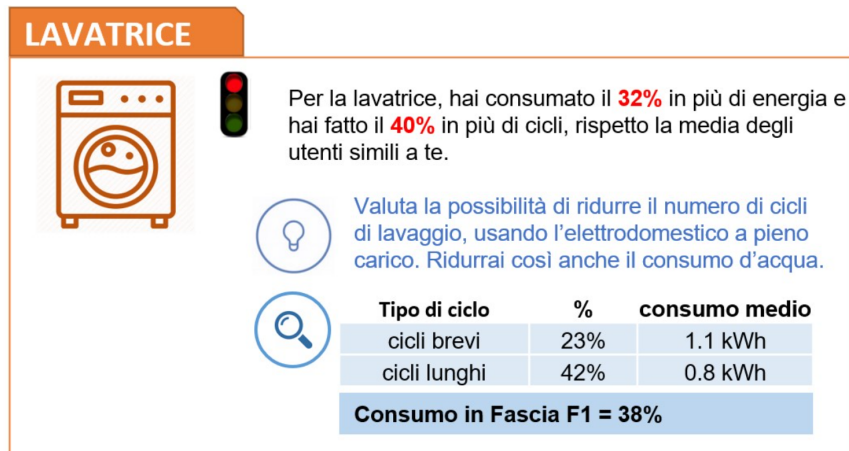 LAVATRICE
Per la lavatrice, hai consumato il 32% in più di energia e
hai fatto il 40% in più di cicli, rispetto la media degli
utenti simili a te.
Valuta la possibilità di ridurre il numero di cicli
di lavaggio, usando l’elettrodomestico a pieno
carico. Ridurrai così anche il consumo d’acqua.
Tipo di ciclo % consumo medio
cicli brevi 23% 1.1 kWh
cicli lunghi 42% 0.8 kWh
Consumo in Fascia F1 = 38%